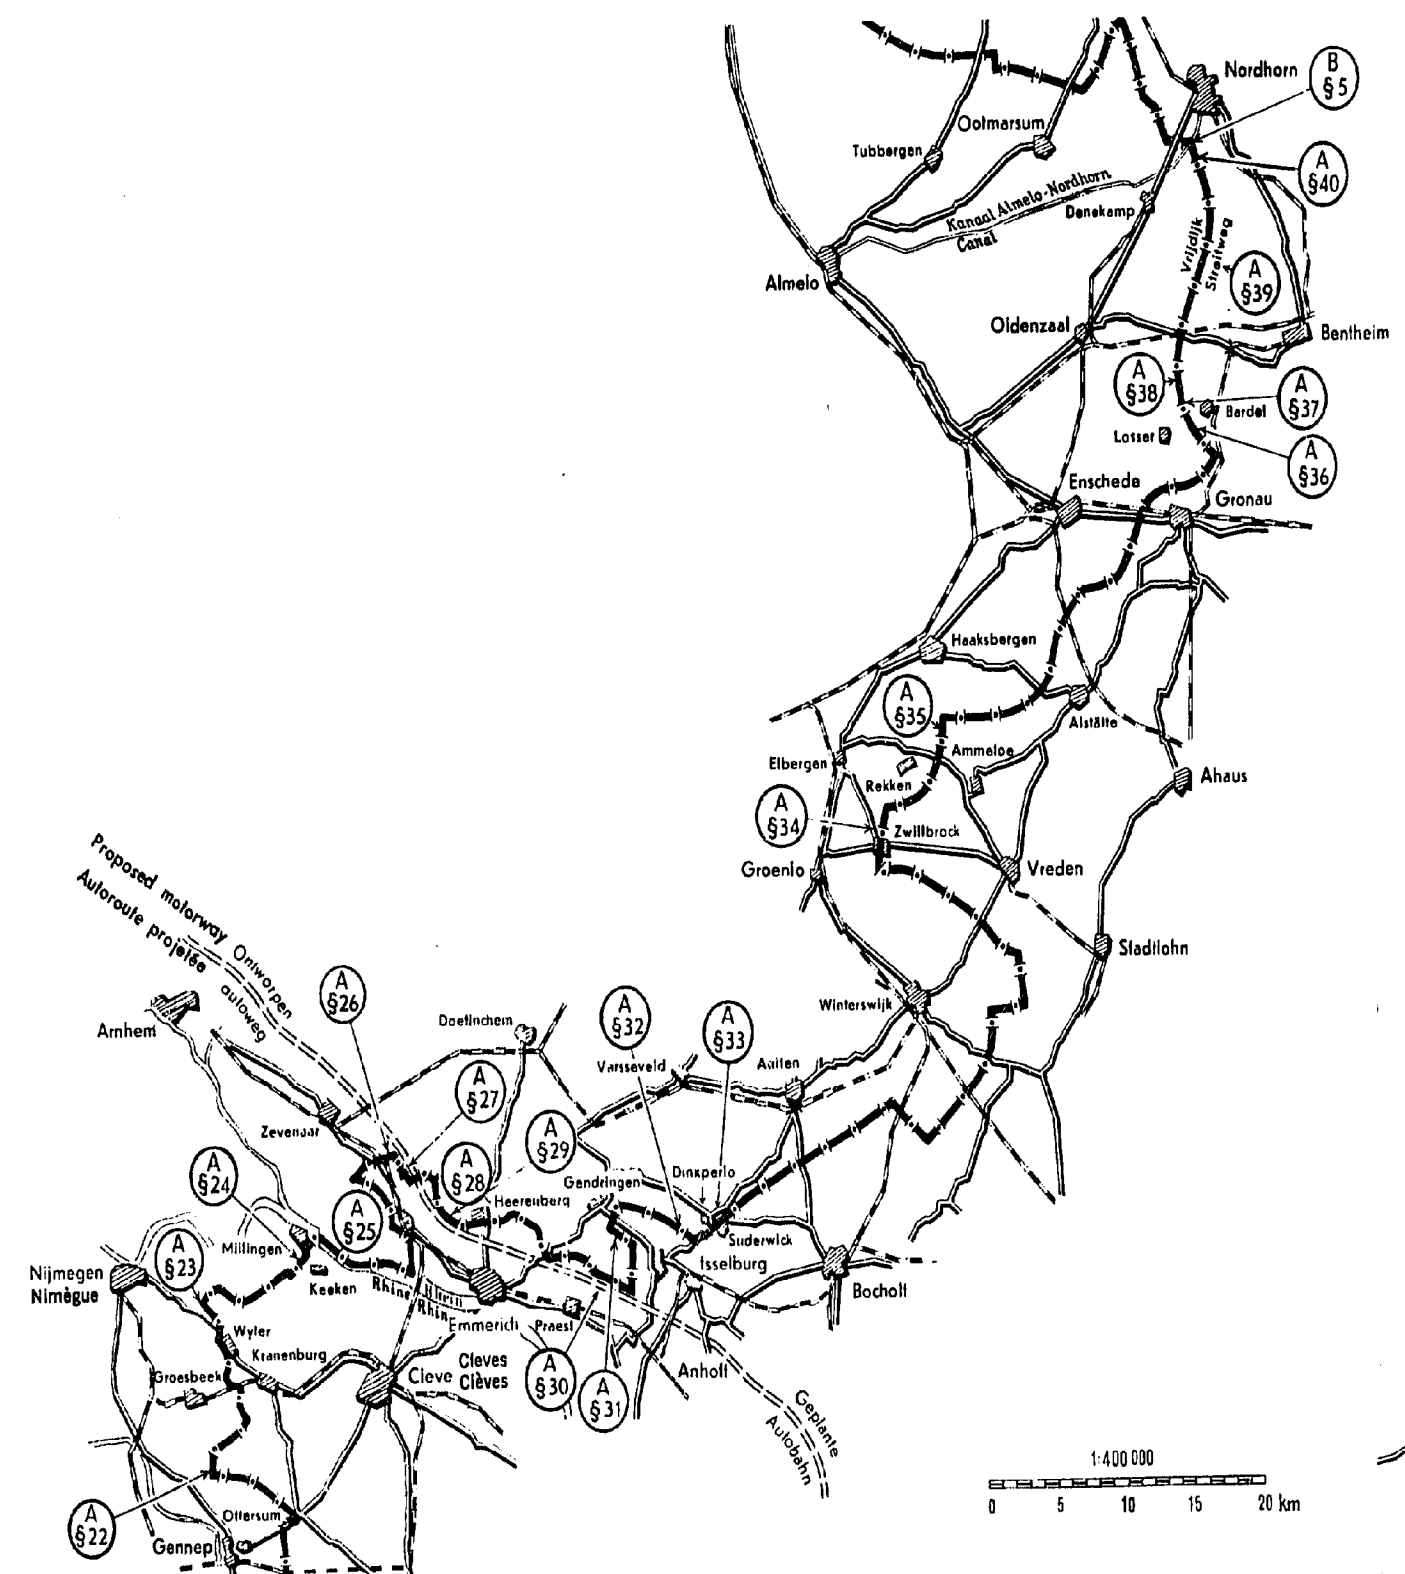 Nordhorn
B
§5
Ootmarsum
Tubbergen
A
§40
Kanaal Almelo-Nordhorn
Canal
Denekamp
Vrijdijk
Streitweg
A
§39
Almelo
Oldenzaal
Bentheim
A
§38
A
§37
Bardel
Losser
A
§36
Enschede
Gronau
Haaksbergen
A
§35
Alstätte
Ammeloe
Elbergen
Rekken
Ahaus
A
§34
Zwillbrock
Groenlo
Vreden
Proposed motorway Ontworpen
Autoroute projetée autoweg
Stadtlohn
A
§26
Winterswijk
Arnhem
Doetinchem
A
§32
A
§33
Varsseveld
Aalten
A
§27
Zevenaar
A
§29
A
§24
A
§28
Gendringen
Dinxperlo
Heerenberg
A
§25
Millingen
A
§23
Suderwick
Isselburg
Nijmegen
Nimègue
Keeken
Rhine
Rhein
Rhin
Bocholt
Emmerich
Praest
Wyler
Kranenburg
Groesbeek
Cleve
Cleves
Clèves
A
§30
A
§31
Anholt
Geplante
Autobahn
A
§22
Ottersum
Gennep
1:400 000
0 5 10 15 20 km